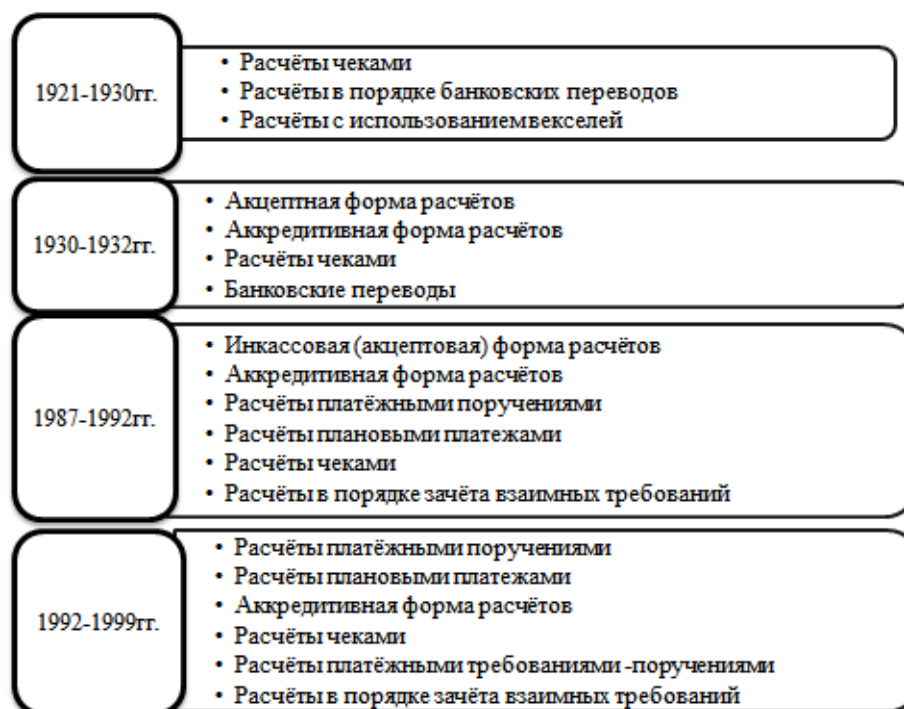 1921-1930гг.
• Расчёты чеками
• Расчёты в порядке банковских переводов
• Расчёты с использованием векселей
1930-1932гг.
• Акцептная форма расчётов
• Аккредитивная форма расчётов
• Расчёты чеками
• Банковские переводы
1987-1992гг.
• Инкассовая (акцептовая) форма расчётов
• Аккредитивная форма расчётов
• Расчёты платёжными поручениями
• Расчёты плановыми платежами
• Расчёты чеками
• Расчёты в порядке зачёта взаимных требований
1992-1999гг.
• Расчёты платёжными поручениями
• Расчёты плановыми платежами
• Аккредитивная форма расчётов
• Расчёты чеками
• Расчёты платёжными требованиями -поручениями
• Расчёты в порядке зачёта взаимных требований